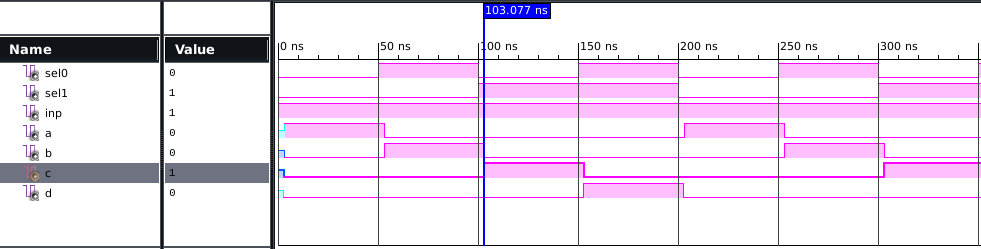 103.077 ns
Name Value 0 ns 50 ns 100 ns 150 ns 200 ns 250 ns 300 ns
sel0 0
sel1 1
inp 1
a 0
b 0
c 1
d 0